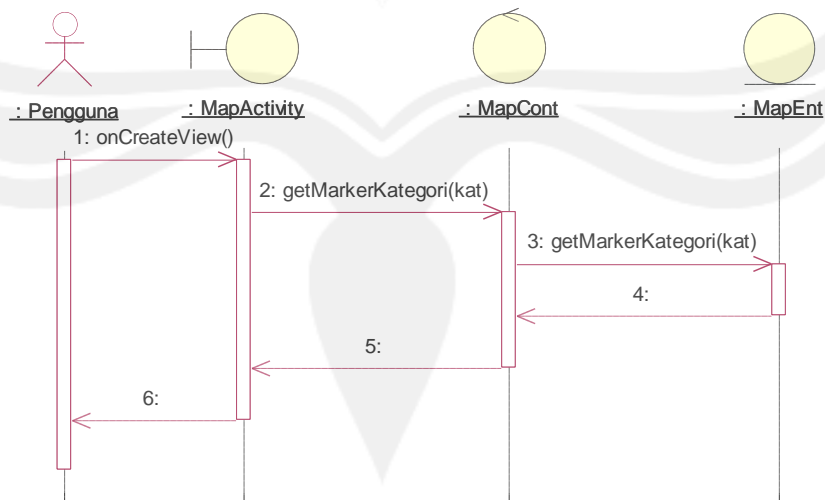 : Pengguna
: MapActivity
: MapCont
: MapEnt
1: onCreateView()
2: getMarkerKategori(kat)
3: getMarkerKategori(kat)
4:
5:
6: